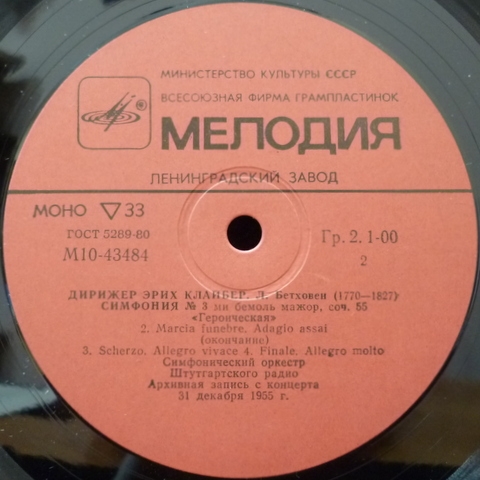 МИНИСТЕРСТВО КУЛЬТУРЫ СССР
ВСЕСОЮЗНАЯ ФИРМА ГРАМПЛАСТИНОК
МЕЛОДИЯ
ЛЕНИНГРАДСКИЙ ЗАВОД
МОНО ▽ 33
ГОСТ 5289-80
М10-43484
Гр. 2. 1-00
2
ДИРИЖЕР ЭРИХ КЛАЙБЕР. Л. Бетховен (1770—1827)
СИМФОНИЯ № 3 ми бемоль мажор, соч. 55
«Героическая»
2. Marcia funebre. Adagio assai
(окончание)
3. Scherzo. Allegro vivace 4. Finale. Allegro molto
Симфонический оркестр
Штутгартского радио
Архивная запись с концерта
31 декабря 1955 г.